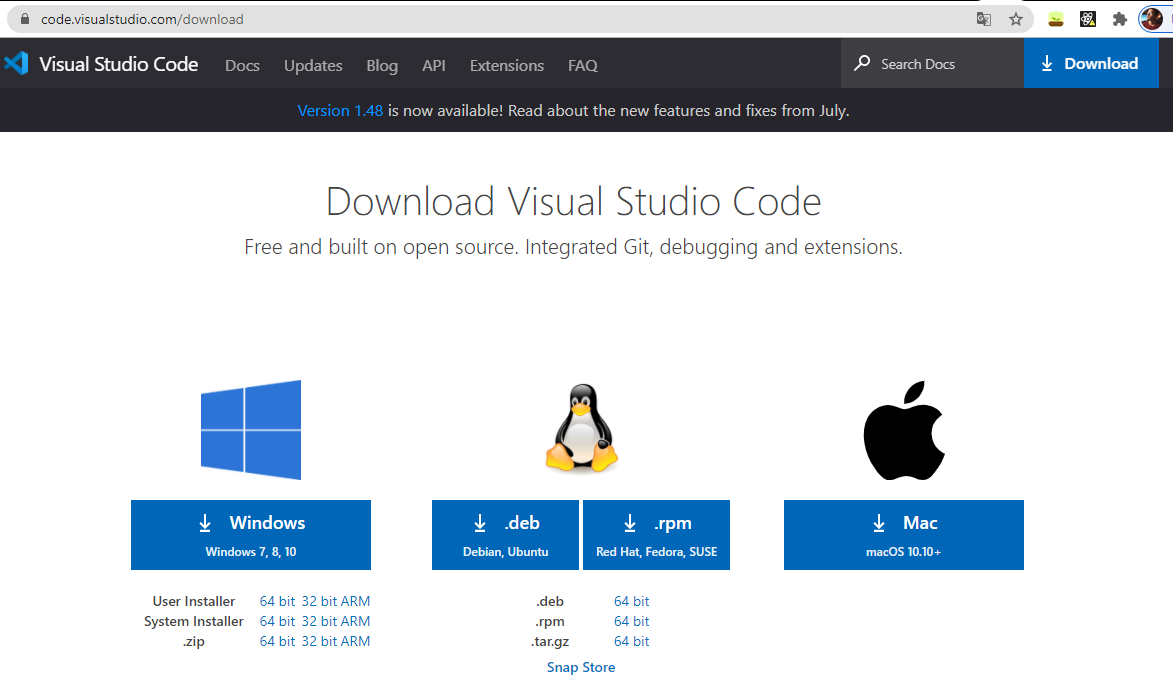 code.visualstudio.com/download
Visual Studio Code Docs Updates Blog API Extensions FAQ Search Docs Download
Version 1.48 is now available! Read about the new features and fixes from July.
Download Visual Studio Code
Free and built on open source. Integrated Git, debugging and extensions.
Windows
Windows 7, 8, 10
.deb
Debian, Ubuntu
.rpm
Red Hat, Fedora, SUSE
Mac
macOS 10.10+
User Installer 64 bit 32 bit ARM
System Installer 64 bit 32 bit ARM
.zip 64 bit 32 bit ARM
.deb 64 bit
.rpm 64 bit
.tar.gz 64 bit
Snap Store